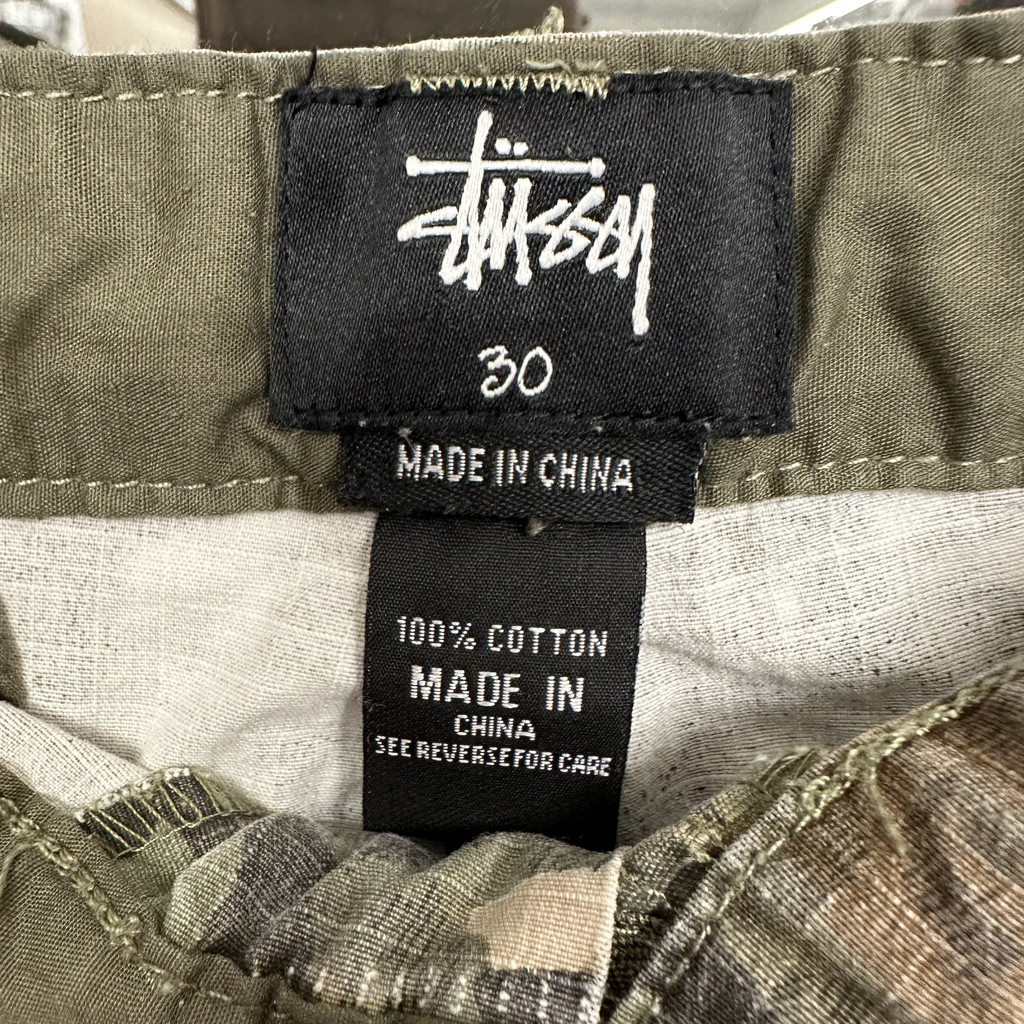 Stüssy
30
MADE IN CHINA
100% COTTON
MADE IN
CHINA
SEE REVERSE FOR CARE